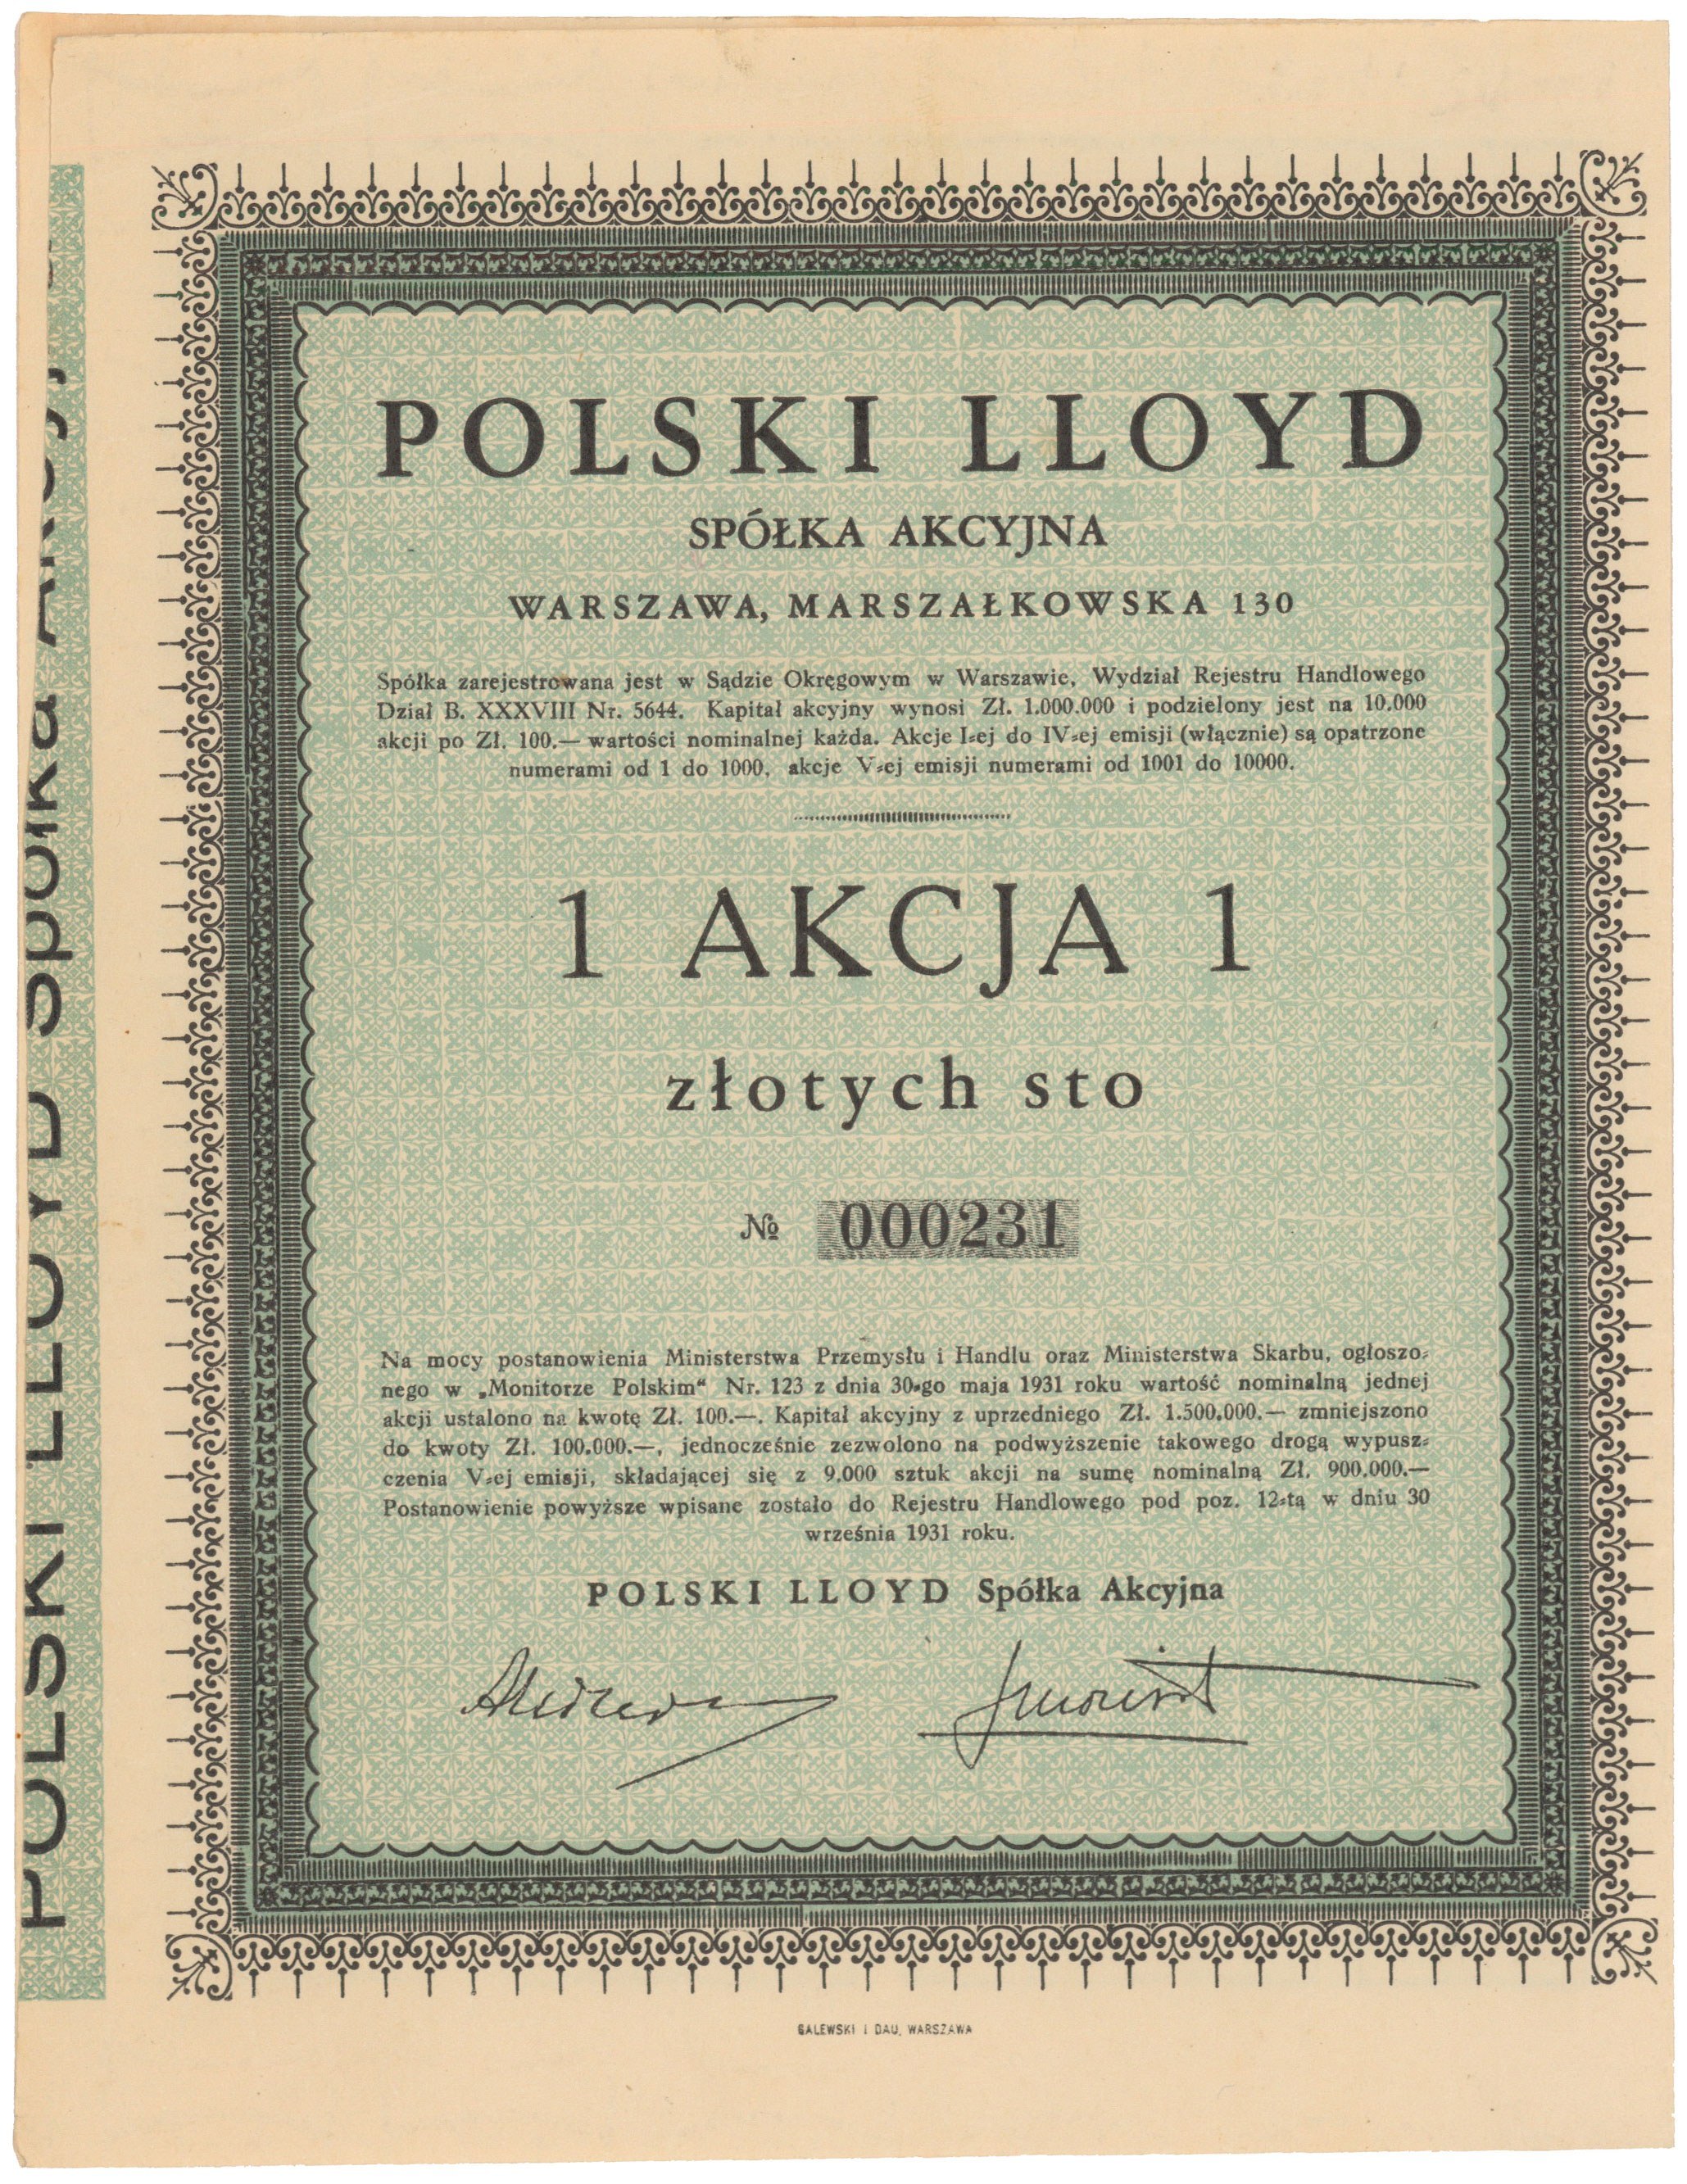 POLSKI LLOYD
SPÓŁKA AKCYJNA
WARSZAWA, MARSZAŁKOWSKA 130
Spółka zarejestrowana jest w Sądzie Okręgowym w Warszawie, Wydział Rejestru Handlowego
Dział B. XXXVIII Nr. 5644. Kapitał akcyjny wynosi Zł. 1.000.000 i podzielony jest na 10.000
akcji po Zł. 100.— wartości nominalnej każda. Akcje I-ej do IV-ej emisji (włącznie) są opatrzone
numerami od 1 do 1000, akcje V-ej emisji numerami od 1001 do 10000.
1 AKCJA 1
złotych sto
№ 000231
Na mocy postanowienia Ministerstwa Przemysłu i Handlu oraz Ministerstwa Skarbu, ogłoszo-
nego w „Monitorze Polskim“ Nr. 123 z dnia 30-go maja 1931 roku wartość nominalną jednej
akcji ustalono na kwotę Zł. 100.—. Kapitał akcyjny z uprzedniego Zł. 1.500.000.— zmniejszono
do kwoty Zł. 100.000.—, jednocześnie zezwolono na podwyższenie takowego drogą wypusz-
czenia V-ej emisji, składającej się z 9.000 sztuk akcji na sumę nominalną Zł. 900.000.—
Postanowienie powyższe wpisane zostało do Rejestru Handlowego pod poz. 12-tą w dniu 30
września 1931 roku.
POLSKI LLOYD Spółka Akcyjna
GALEWSKI I DAU, WARSZAWA
POLSKI LLOYD Spółka